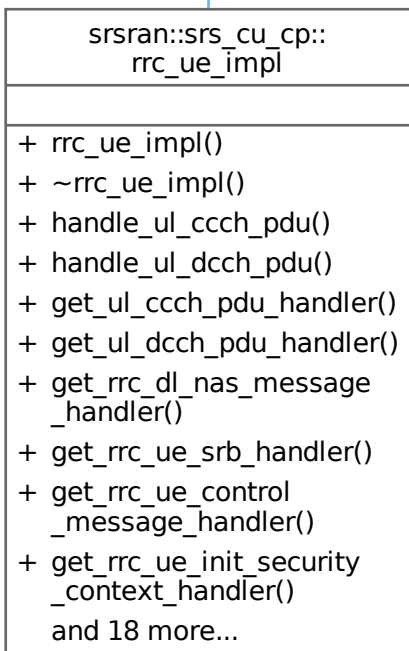 srsran::srs_cu_cp::
rrc_ue_impl
+ rrc_ue_impl()
+ ~rrc_ue_impl()
+ handle_ul_ccch_pdu()
+ handle_ul_dcch_pdu()
+ get_ul_ccch_pdu_handler()
+ get_ul_dcch_pdu_handler()
+ get_rrc_dl_nas_message
_handler()
+ get_rrc_ue_srb_handler()
+ get_rrc_ue_control
_message_handler()
+ get_rrc_ue_init_security
_context_handler()
and 18 more...